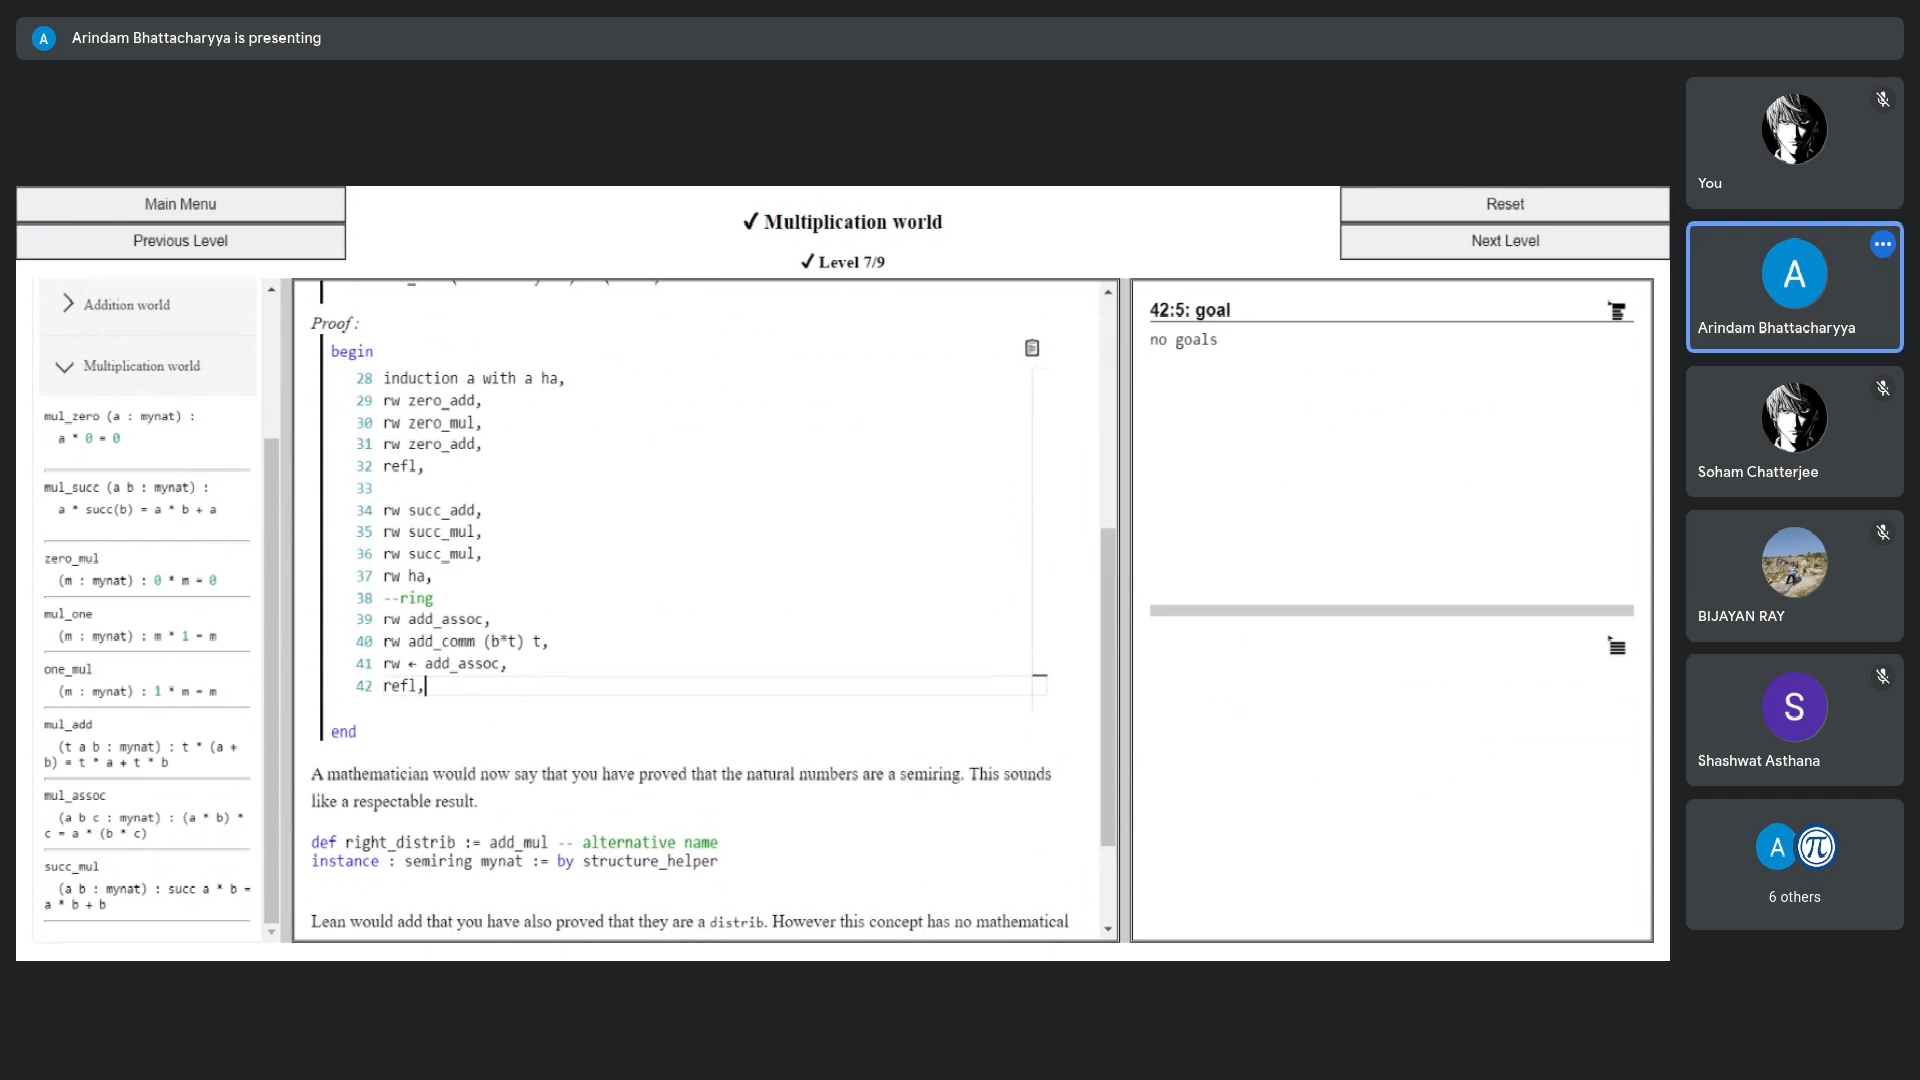 A Arindam Bhattacharyya is presenting
Main Menu
Previous Level
✓ Multiplication world
✓ Level 7/9
Reset
Next Level
Addition world
Multiplication world
mul_zero (a : mynat) :
a * 0 = 0
mul_succ (a b : mynat) :
a * succ(b) = a * b + a
zero_mul
(m : mynat) : 0 * m = 0
mul_one
(m : mynat) : m * 1 = m
one_mul
(m : mynat) : 1 * m = m
mul_add
(t a b : mynat) : t * (a +
b) = t * a + t * b
mul_assoc
(a b c : mynat) : (a * b) *
c = a * (b * c)
succ_mul
(a b : mynat) : succ a * b =
a * b + b
Proof :
begin
28 induction a with a ha,
29 rw zero_add,
30 rw zero_mul,
31 rw zero_add,
32 refl,
33
34 rw succ_add,
35 rw succ_mul,
36 rw succ_mul,
37 rw ha,
38 --ring
39 rw add_assoc,
40 rw add_comm (b*t) t,
41 rw ← add_assoc,
42 refl,
end
A mathematician would now say that you have proved that the natural numbers are a semiring. This sounds
like a respectable result.
def right_distrib := add_mul -- alternative name
instance : semiring mynat := by structure_helper
Lean would add that you have also proved that they are a distrib. However this concept has no mathematical
42:5: goal
no goals
You
A
Arindam Bhattacharyya
Soham Chatterjee
BIJAYAN RAY
S
Shashwat Asthana
A π
6 others